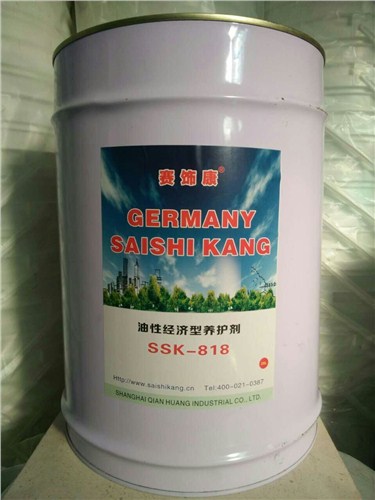 赛饰康®
GERMANY
SAISHI KANG
油性经济型养护剂
SSK-818
Http://www.saishikang.cn Tel:400-021-0367
SHANGHAI QIAN HUANG INDUSTRIAL CO., LTD.